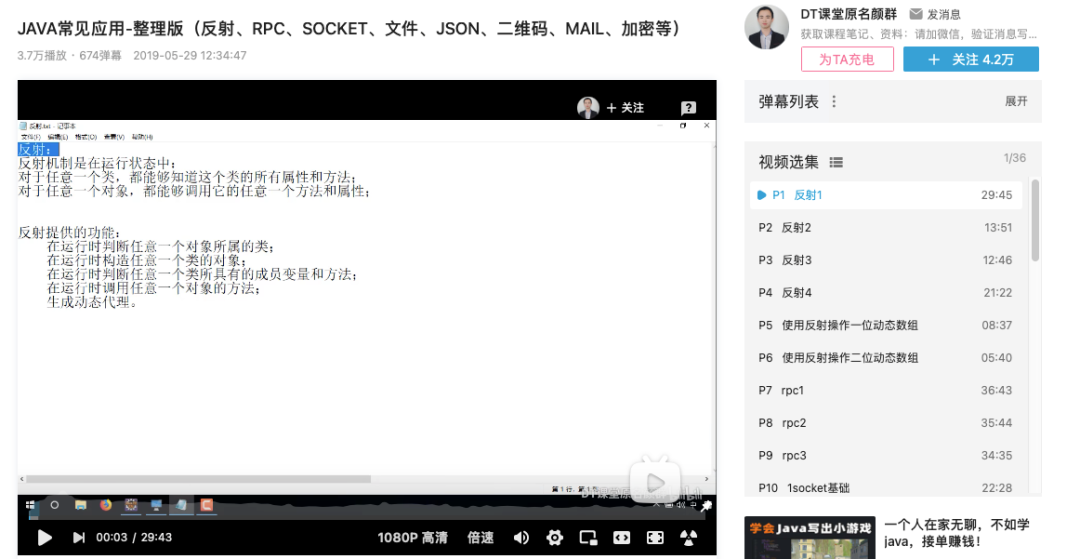 JAVA常见应用-整理版（反射、RPC、SOCKET、文件、JSON、二维码、MAIL、加密等）
3.7万播放 · 674弹幕 2019-05-29 12:34:47
+ 关注
反射.txt - 记事本
文件(F) 编辑(E) 格式(O) 查看(V) 帮助(H)
反射：
反射机制是在运行状态中：
对于任意一个类，都能够知道这个类的所有属性和方法；
对于任意一个对象，都能够调用它的任意一个方法和属性；
反射提供的功能：
在运行时判断任意一个对象所属的类；
在运行时构造任意一个类的对象；
在运行时判断任意一个类所具有的成员变量和方法；
在运行时调用任意一个对象的方法；
生成动态代理。
00:03 / 29:43
1080P 高清 倍速
DT课堂原名颜群 发消息
获取课程笔记、资料：请加微信，验证消息写...
为TA充电 + 关注 4.2万
弹幕列表 展开
视频选集 1/36
P1 反射1 29:45
P2 反射2 13:51
P3 反射3 12:46
P4 反射4 21:22
P5 使用反射操作一位动态数组 08:37
P6 使用反射操作二位动态数组 05:40
P7 rpc1 36:43
P8 rpc2 35:44
P9 rpc3 34:35
P10 1socket基础 22:28
学会Java写出小游戏
一个人在家无聊，不如学
java，接单赚钱！